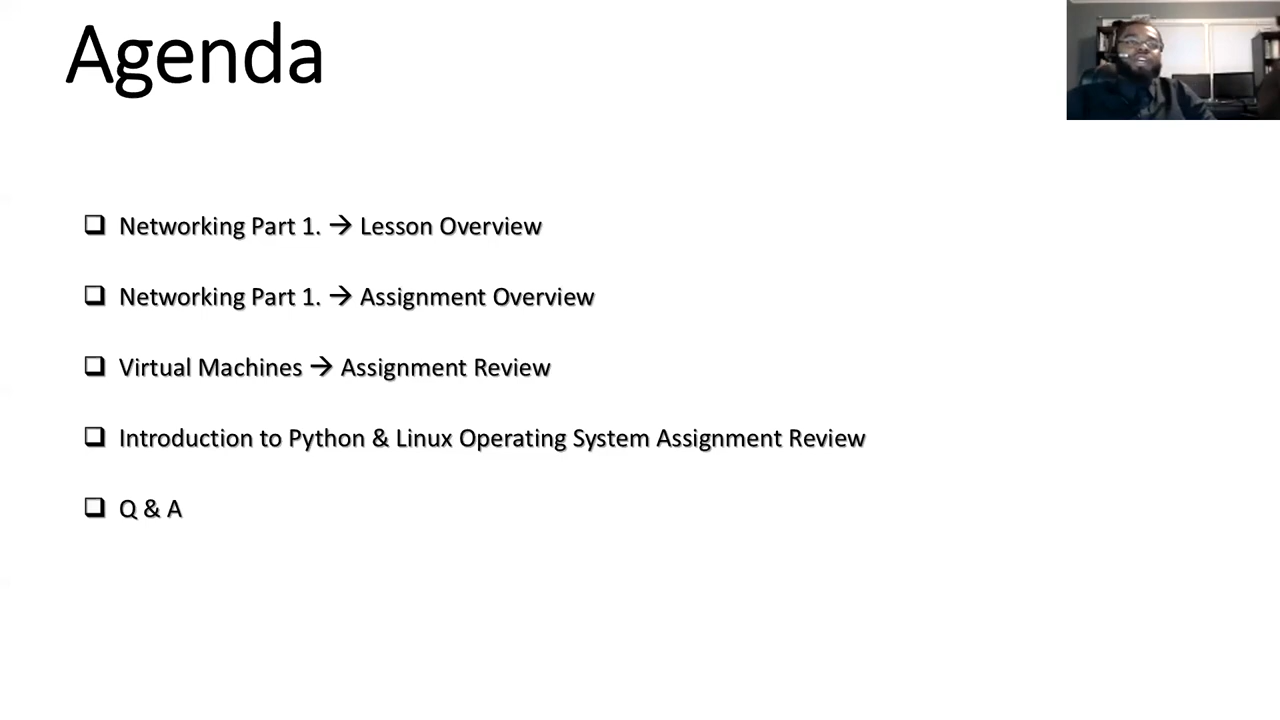 Agenda
Networking Part 1. → Lesson Overview
Networking Part 1. → Assignment Overview
Virtual Machines → Assignment Review
Introduction to Python & Linux Operating System Assignment Review
Q & A